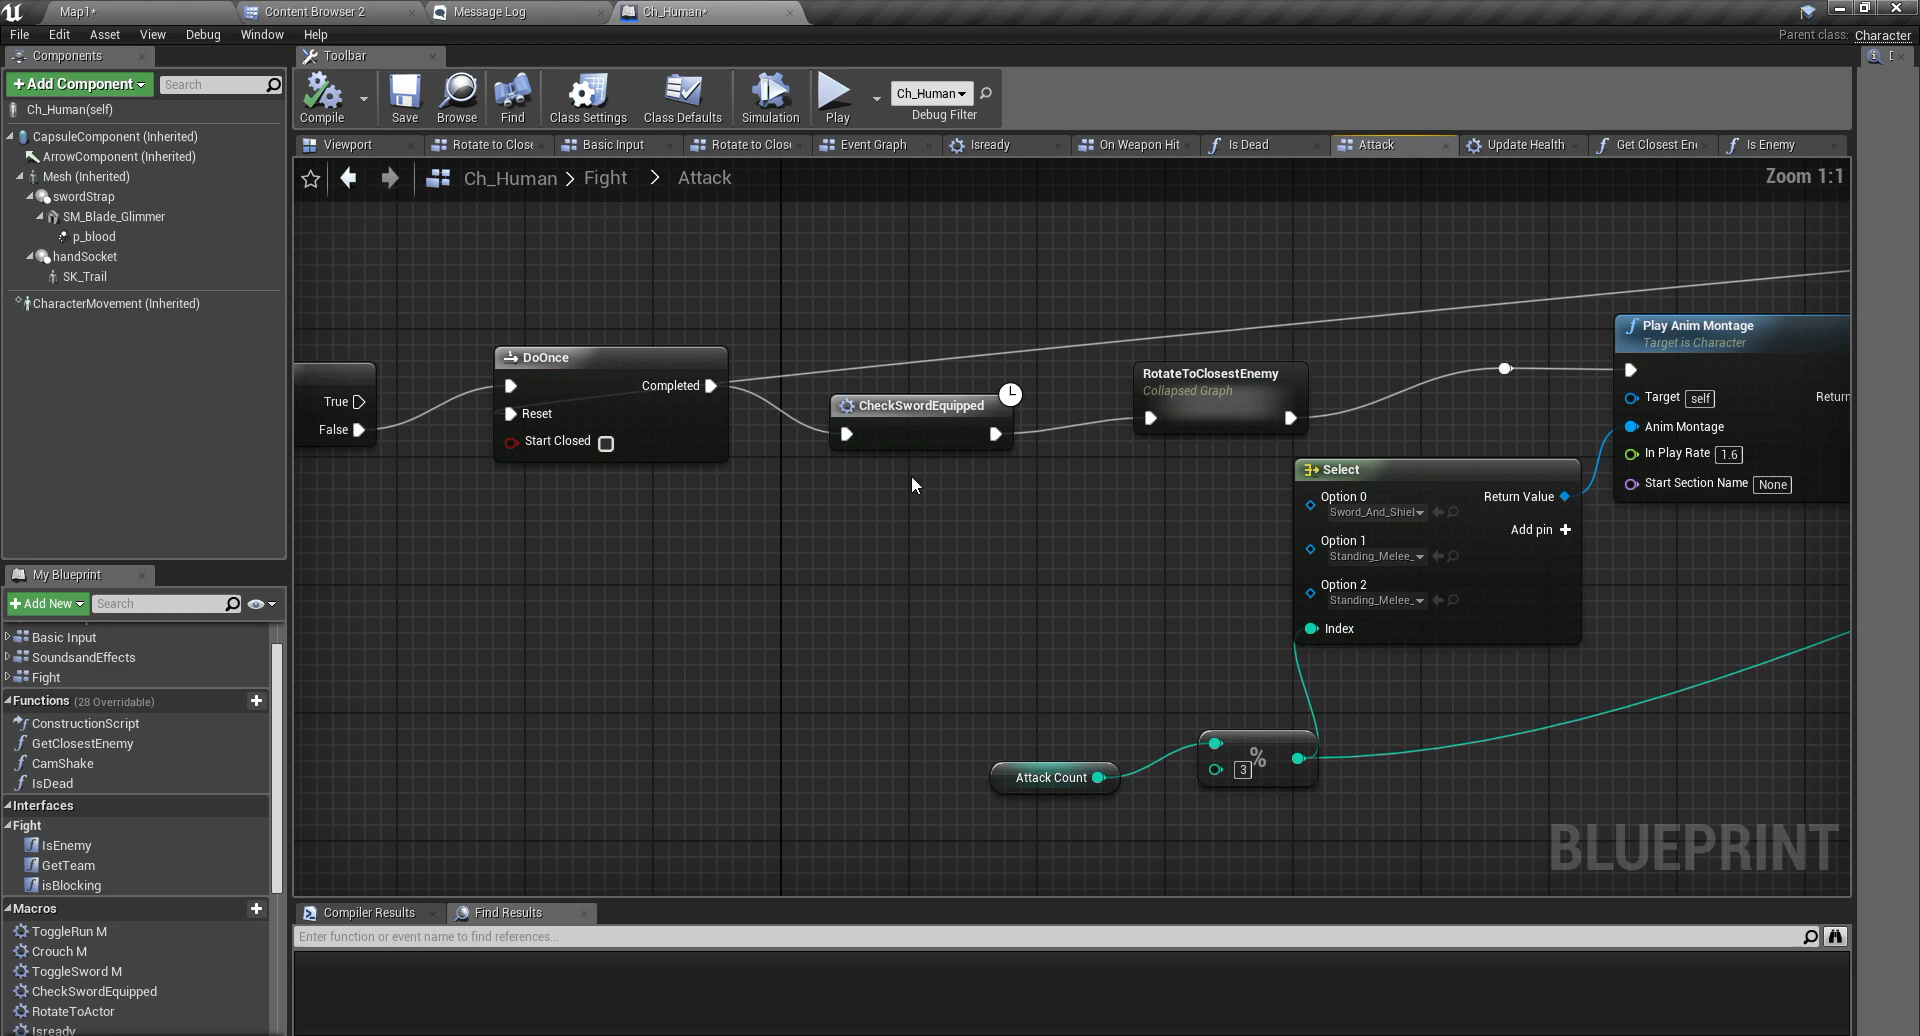 Map1*
Content Browser 2
Message Log
Ch_Human*
File Edit Asset View Debug Window Help
Parent class: Character
Components
Toolbar
+ Add Component
Search
Ch_Human(self)
CapsuleComponent (Inherited)
ArrowComponent (Inherited)
Mesh (Inherited)
swordStrap
SM_Blade_Glimmer
p_blood
handSocket
SK_Trail
CharacterMovement (Inherited)
Compile
Save
Browse
Find
Class Settings
Class Defaults
Simulation
Play
Ch_Human
Debug Filter
Viewport
Rotate to Close
Basic Input
Rotate to Close
Event Graph
Isready
On Weapon Hit
Is Dead
Attack
Update Health
Get Closest En
Is Enemy
Ch_Human > Fight > Attack
Zoom 1:1
True
False
DoOnce
Completed
Reset
Start Closed
CheckSwordEquipped
RotateToClosestEnemy
Collapsed Graph
Play Anim Montage
Target is Character
Target self
Return
Anim Montage
In Play Rate 1.6
Start Section Name None
Select
Option 0
Return Value
Sword_And_Shiel
Add pin +
Option 1
Standing_Melee_
Option 2
Standing_Melee_
Index
Attack Count
%
3
BLUEPRINT
My Blueprint
+ Add New
Search
Basic Input
SoundsandEffects
Fight
Functions (28 Overridable)
ConstructionScript
GetClosestEnemy
CamShake
IsDead
Interfaces
Fight
IsEnemy
GetTeam
isBlocking
Macros
ToggleRun M
Crouch M
ToggleSword M
CheckSwordEquipped
RotateToActor
Isready
Compiler Results
Find Results
Enter function or event name to find references...